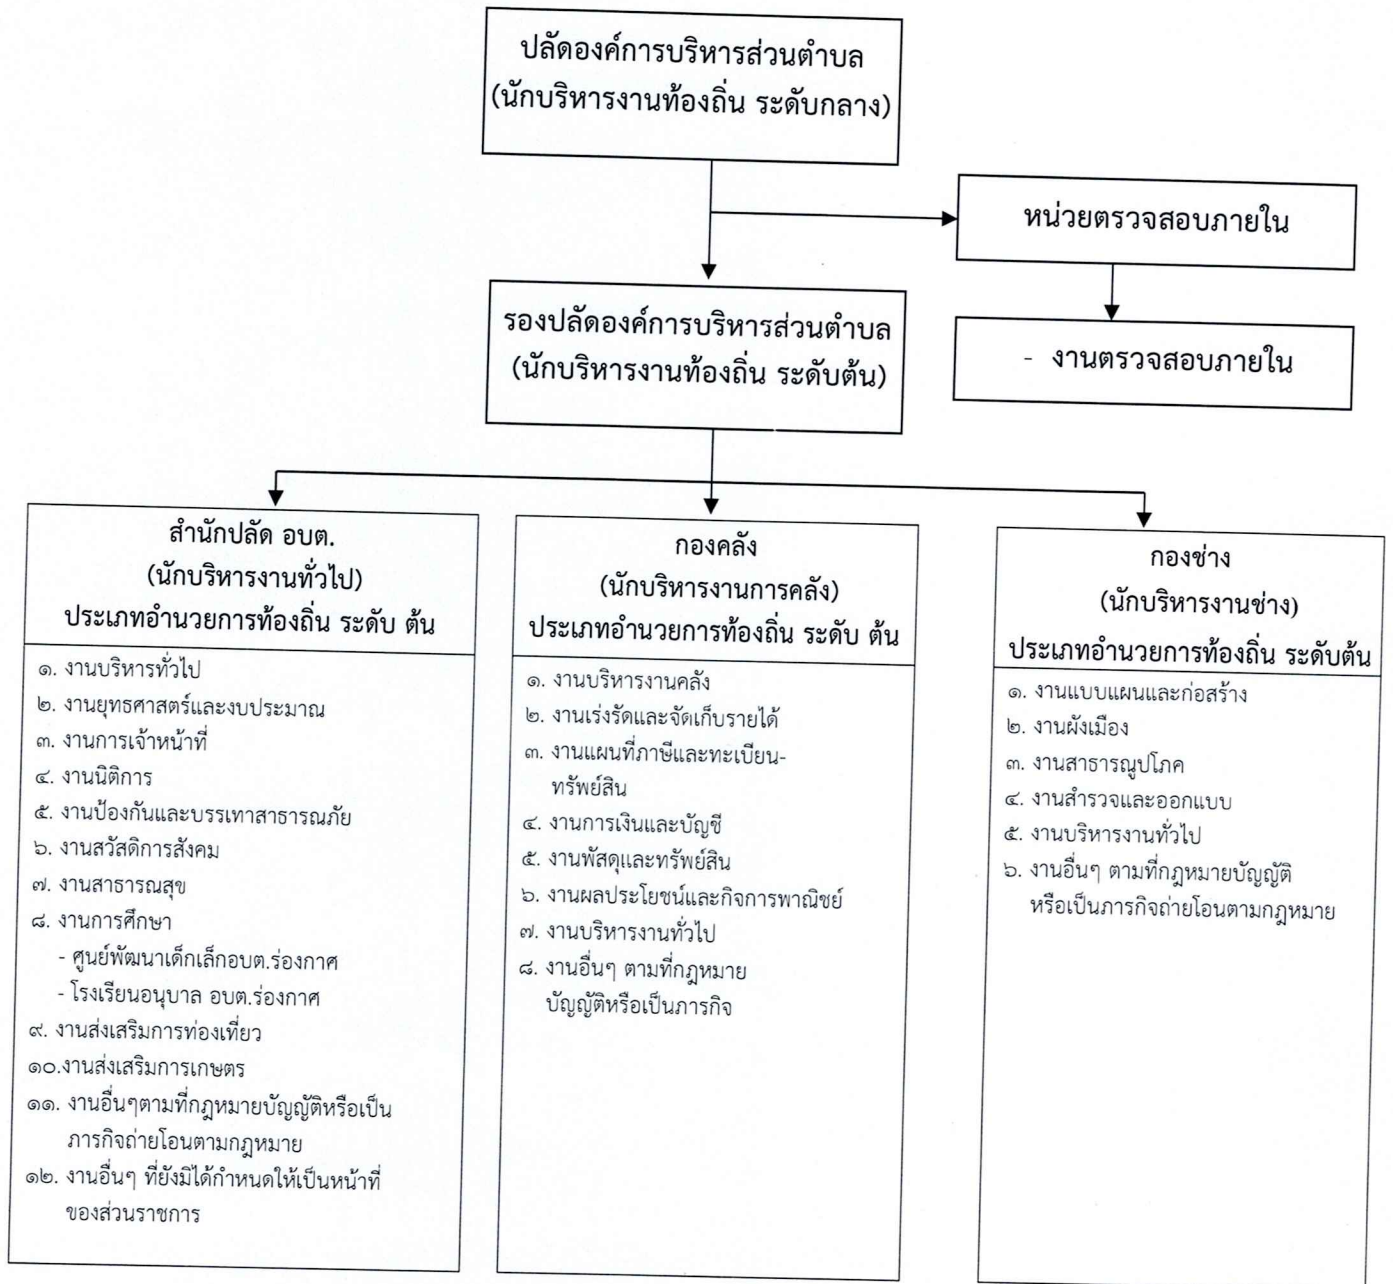 ปลัดองค์การบริหารส่วนตำบล
(นักบริหารงานท้องถิ่น ระดับกลาง)
หน่วยตรวจสอบภายใน
- งานตรวจสอบภายใน
รองปลัดองค์การบริหารส่วนตำบล
(นักบริหารงานท้องถิ่น ระดับต้น)
สำนักปลัด อบต.
(นักบริหารงานทั่วไป)
ประเภทอำนวยการท้องถิ่น ระดับ ต้น
๑. งานบริหารทั่วไป
๒. งานยุทธศาสตร์และงบประมาณ
๓. งานการเจ้าหน้าที่
๔. งานนิติการ
๕. งานป้องกันและบรรเทาสาธารณภัย
๖. งานสวัสดิการสังคม
๗. งานสาธารณสุข
๘. งานการศึกษา
- ศูนย์พัฒนาเด็กเล็กอบต.ร่องกาศ
- โรงเรียนอนุบาล อบต.ร่องกาศ
๙. งานส่งเสริมการท่องเที่ยว
๑๐.งานส่งเสริมการเกษตร
๑๑. งานอื่นๆตามที่กฎหมายบัญญัติหรือเป็น
ภารกิจถ่ายโอนตามกฎหมาย
๑๒. งานอื่นๆ ที่ยังมิได้กำหนดให้เป็นหน้าที่
ของส่วนราชการ
กองคลัง
(นักบริหารงานการคลัง)
ประเภทอำนวยการท้องถิ่น ระดับ ต้น
๑. งานบริหารงานคลัง
๒. งานเร่งรัดและจัดเก็บรายได้
๓. งานแผนที่ภาษีและทะเบียน-
ทรัพย์สิน
๔. งานการเงินและบัญชี
๕. งานพัสดุและทรัพย์สิน
๖. งานผลประโยชน์และกิจการพาณิชย์
๗. งานบริหารงานทั่วไป
๘. งานอื่นๆ ตามที่กฎหมาย
บัญญัติหรือเป็นภารกิจ
กองช่าง
(นักบริหารงานช่าง)
ประเภทอำนวยการท้องถิ่น ระดับต้น
๑. งานแบบแผนและก่อสร้าง
๒. งานผังเมือง
๓. งานสาธารณูปโภค
๔. งานสำรวจและออกแบบ
๕. งานบริหารงานทั่วไป
๖. งานอื่นๆ ตามที่กฎหมายบัญญัติ
หรือเป็นภารกิจถ่ายโอนตามกฎหมาย